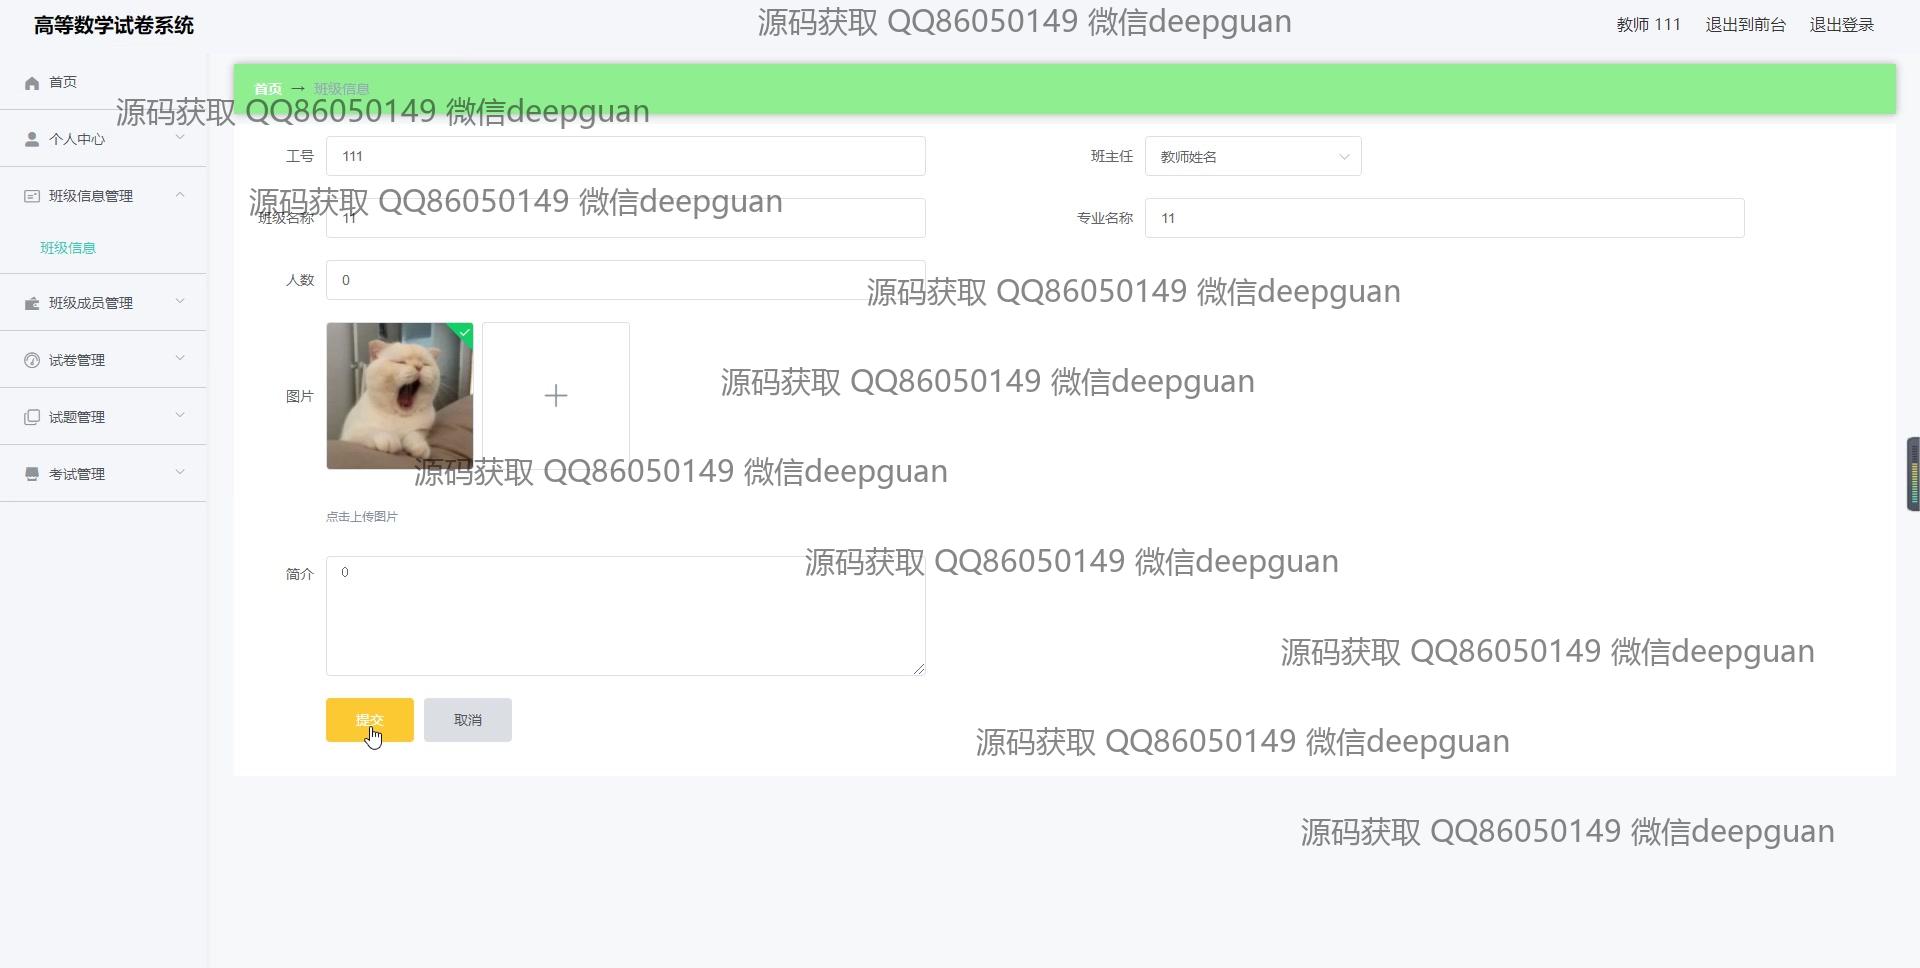 高等数学试卷系统
源码获取 QQ86050149 微信deepguan
教师 111 退出到前台 退出登录
首页
首页 → 班级信息
源码获取 QQ86050149 微信deepguan
个人中心
工号 111 班主任 教师姓名
班级信息管理
源码获取 QQ86050149 微信deepguan
班级名称 11 专业名称 11
班级信息
人数 0
源码获取 QQ86050149 微信deepguan
班级成员管理
试卷管理
源码获取 QQ86050149 微信deepguan
图片
试题管理
考试管理
源码获取 QQ86050149 微信deepguan
点击上传图片
源码获取 QQ86050149 微信deepguan
简介 0
源码获取 QQ86050149 微信deepguan
提交 取消
源码获取 QQ86050149 微信deepguan
源码获取 QQ86050149 微信deepguan